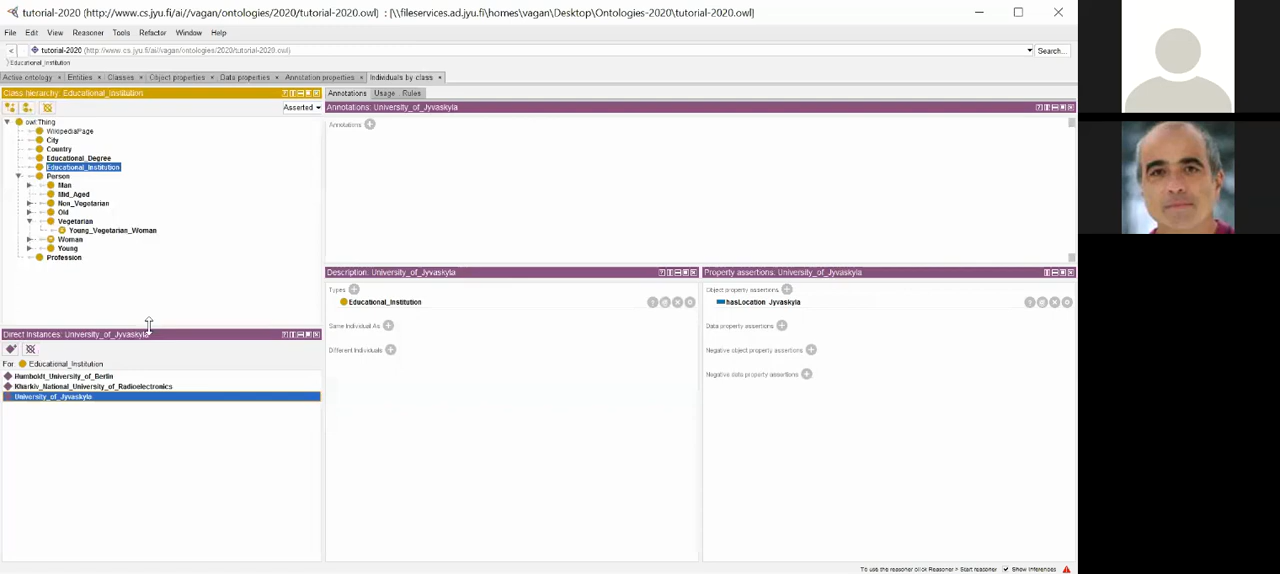 tutorial-2020 (http://www.cs.jyu.fi/ai//vagan/ontologies/2020/tutorial-2020.owl) : [\\fileservices.ad.jyu.fi\homes\vagan\Desktop\Ontologies-2020\tutorial-2020.owl]
File Edit View Reasoner Tools Refactor Window Help
< tutorial-2020 (http://www.cs.jyu.fi/ai//vagan/ontologies/2020/tutorial-2020.owl) Search...
Educational_Institution
Active ontology × Entities × Classes × Object properties × Data properties × Annotation properties × Individuals by class ×
Class hierarchy: Educational_Institution
Asserted
owl:Thing
WikipediaPage
City
Country
Educational_Degree
Educational_Institution
Person
Man
Mid_Aged
Non_Vegetarian
Old
Vegetarian
Young_Vegetarian_Woman
Woman
Young
Profession
Direct Instances: University_of_Jyvaskyla
For Educational_Institution
Humboldt_University_of_Berlin
Kharkiv_National_University_of_Radioelectronics
University_of_Jyvaskyla
Annotations Usage Rules
Annotations: University_of_Jyvaskyla
Annotations
Description: University_of_Jyvaskyla
Types
Educational_Institution
Same Individual As
Different Individuals
Property assertions: University_of_Jyvaskyla
Object property assertions
hasLocation Jyvaskyla
Data property assertions
Negative object property assertions
Negative data property assertions
To use the reasoner click Reasoner > Start reasoner Show Inferences